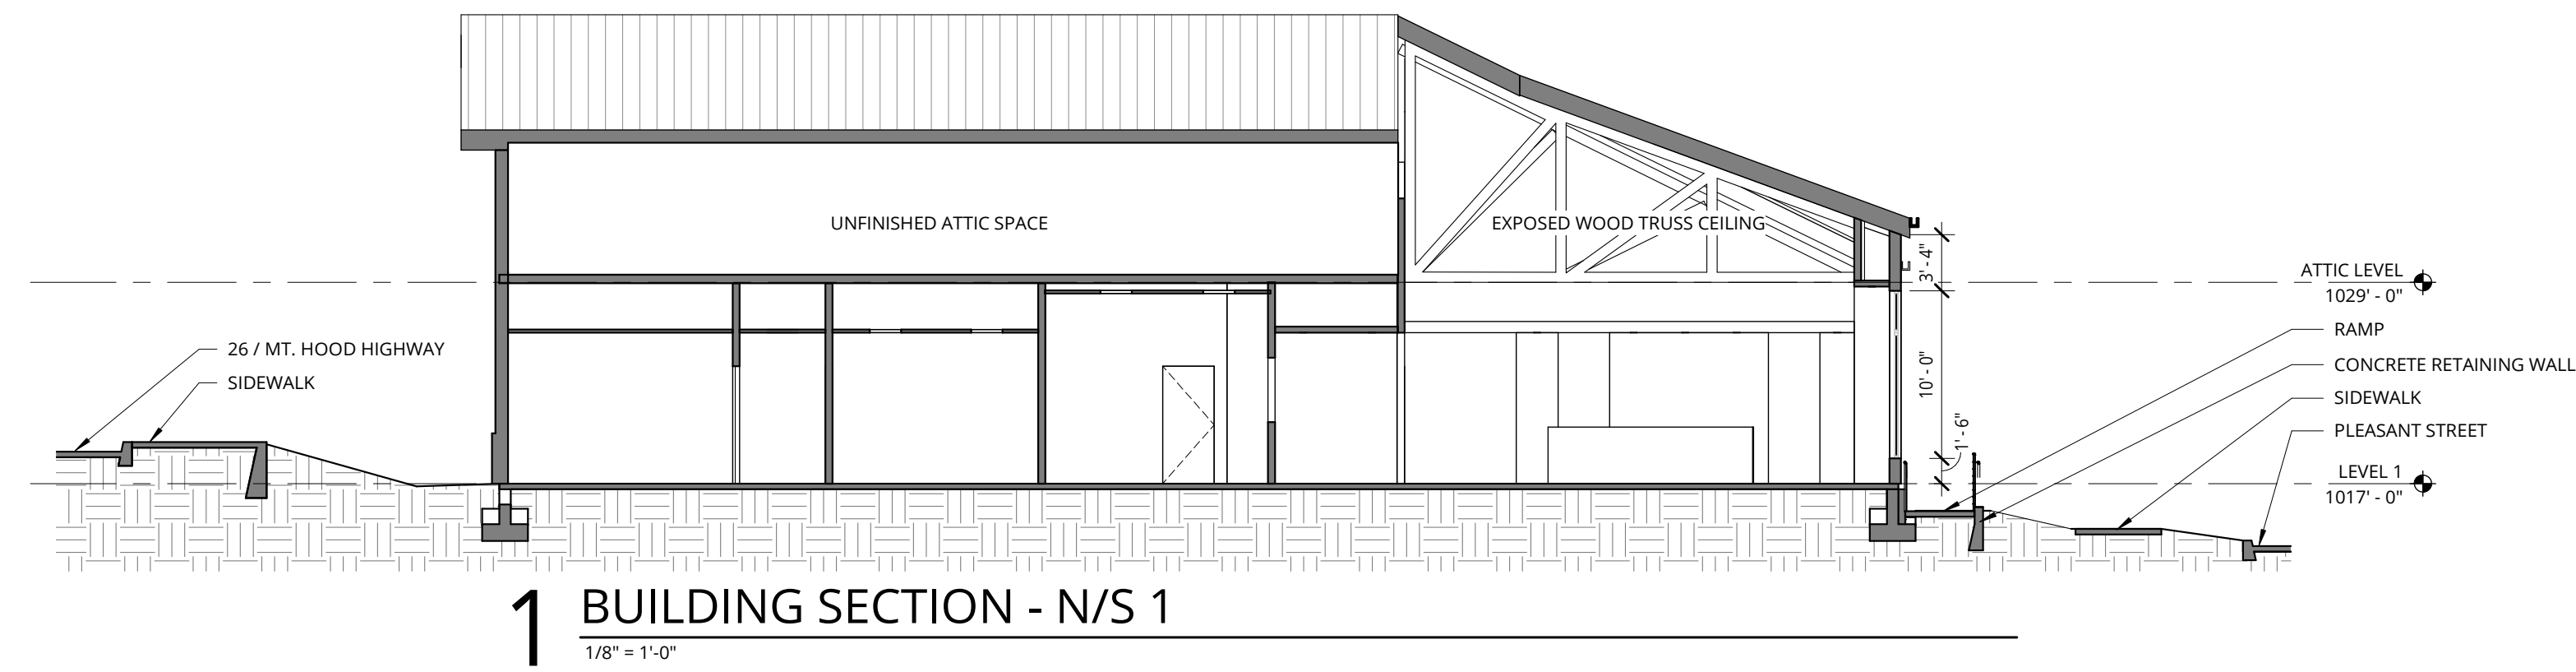 UNFINISHED ATTIC SPACE
EXPOSED WOOD TRUSS CEILING
3' - 4"
ATTIC LEVEL
1029' - 0"
26 / MT. HOOD HIGHWAY
SIDEWALK
10' - 0"
1' - 6"
RAMP
CONCRETE RETAINING WALL
SIDEWALK
PLEASANT STREET
LEVEL 1
1017' - 0"
1 BUILDING SECTION - N/S 1
1/8" = 1'-0"